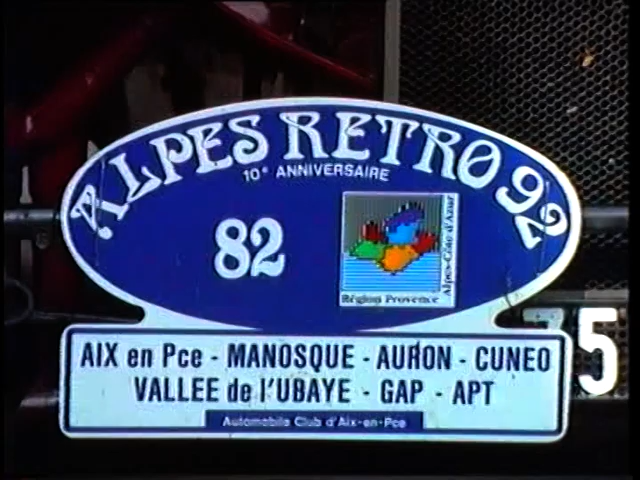 ALPES RETRO 92
10e ANNIVERSAIRE
82
Région Provence
Alpes-Côte d'Azur
75
AIX en Pce - MANOSQUE - AURON - CUNEO
VALLEE de l'UBAYE - GAP - APT
Automobile Club d'Aix-en-Pce